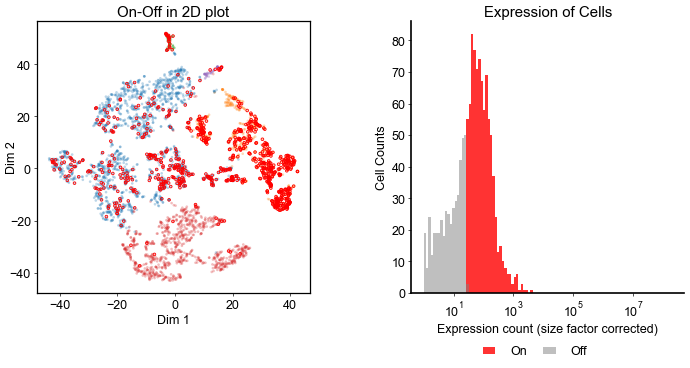 On-Off in 2D plot
40
20
0
−20
−40
Dim 2
−40
−20
0
20
40
Dim 1
Expression of Cells
80
70
60
50
40
30
20
10
0
Cell Counts
10^1
10^3
10^5
10^7
Expression count (size factor corrected)
On
Off